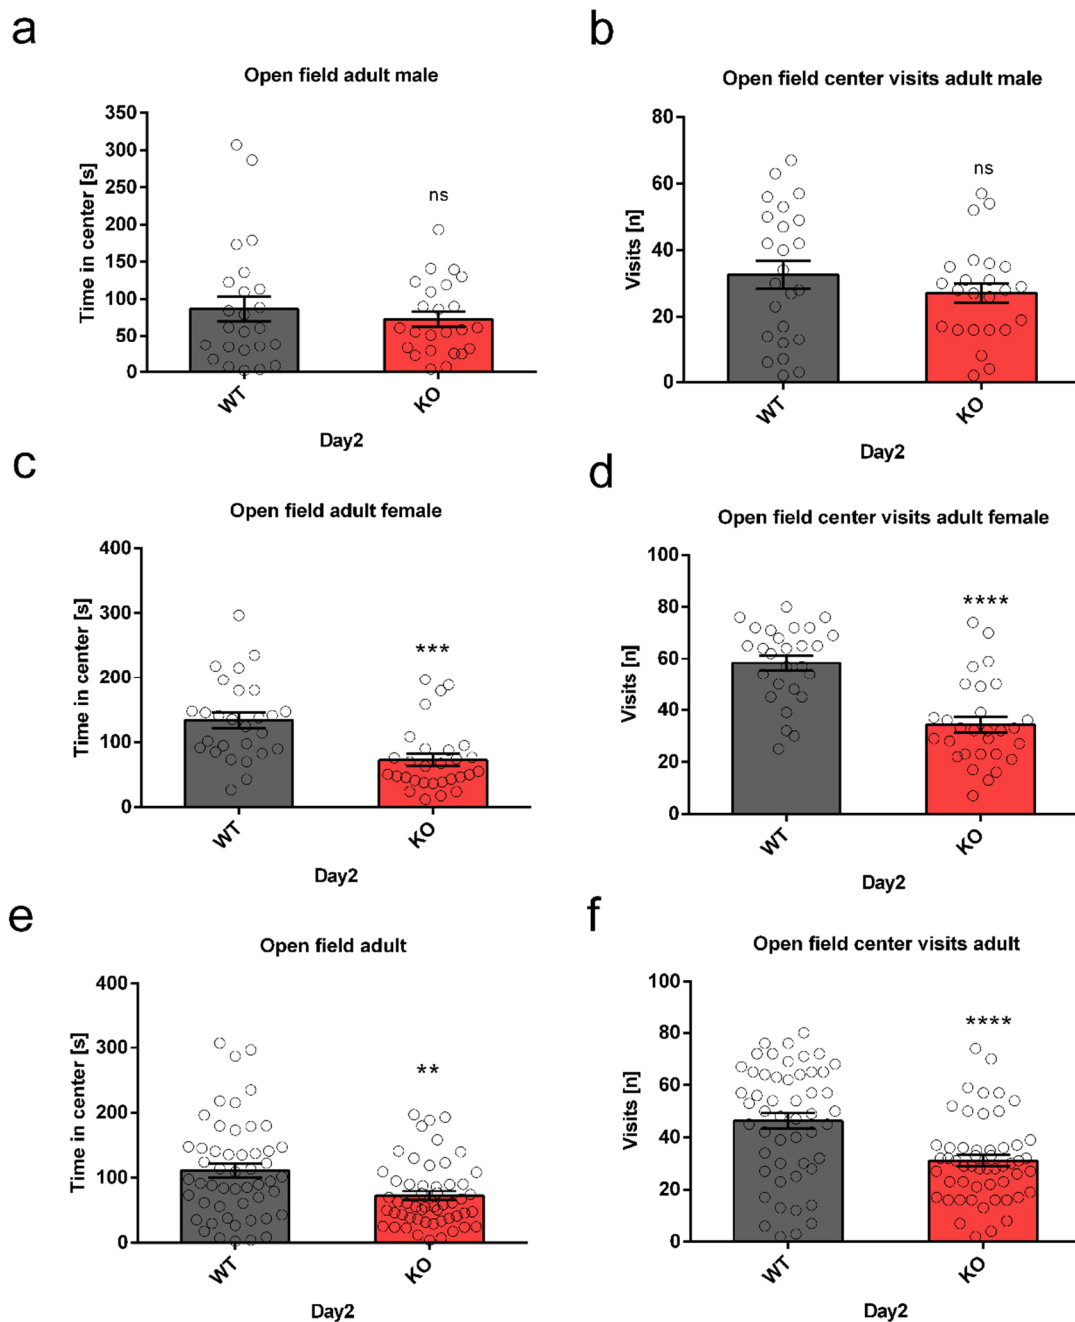 a
Open field adult male
Time in center [s]
350
300
250
200
150
100
50
0
ns
WT
KO
Day2
b
Open field center visits adult male
Visits [n]
80
60
40
20
0
ns
WT
KO
Day2
c
Open field adult female
Time in center [s]
400
300
200
100
0
***
WT
KO
Day2
d
Open field center visits adult female
Visits [n]
100
80
60
40
20
0
****
WT
KO
Day2
e
Open field adult
Time in center [s]
400
300
200
100
0
**
WT
KO
Day2
f
Open field center visits adult
Visits [n]
100
80
60
40
20
0
****
WT
KO
Day2